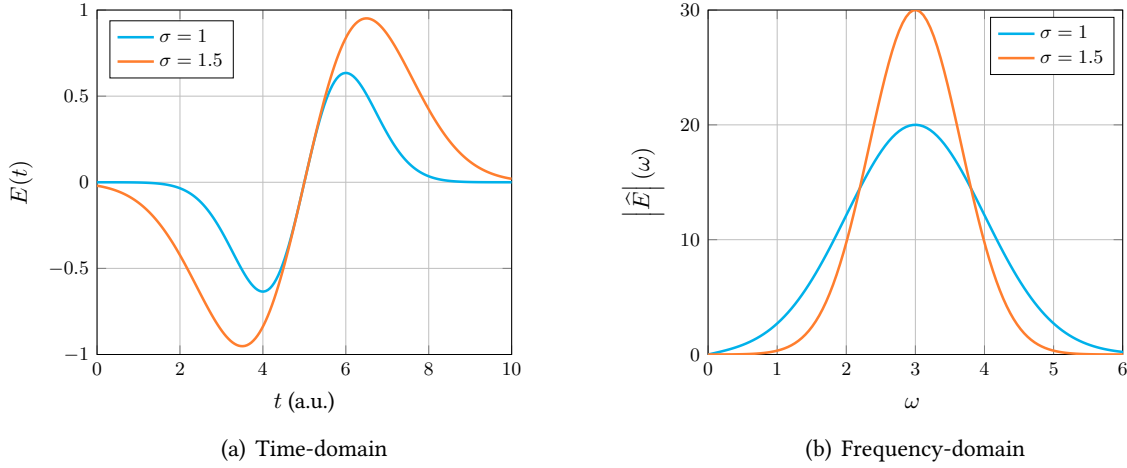 1
0.5
0
−0.5
−1
E(t)
σ = 1
σ = 1.5
0 2 4 6 8 10
t (a.u.)
(a) Time-domain
30
20
10
0
|Ê| (ω)
σ = 1
σ = 1.5
0 1 2 3 4 5 6
ω
(b) Frequency-domain